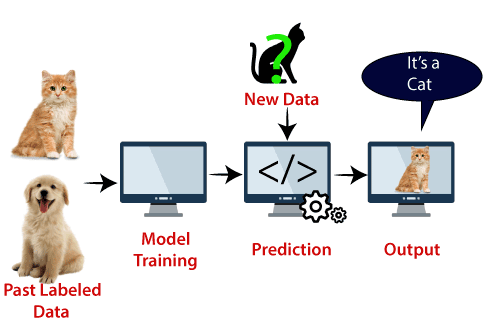 ?
New Data
It's a
Cat
</>
Past Labeled
Data
Model
Training
Prediction
Output